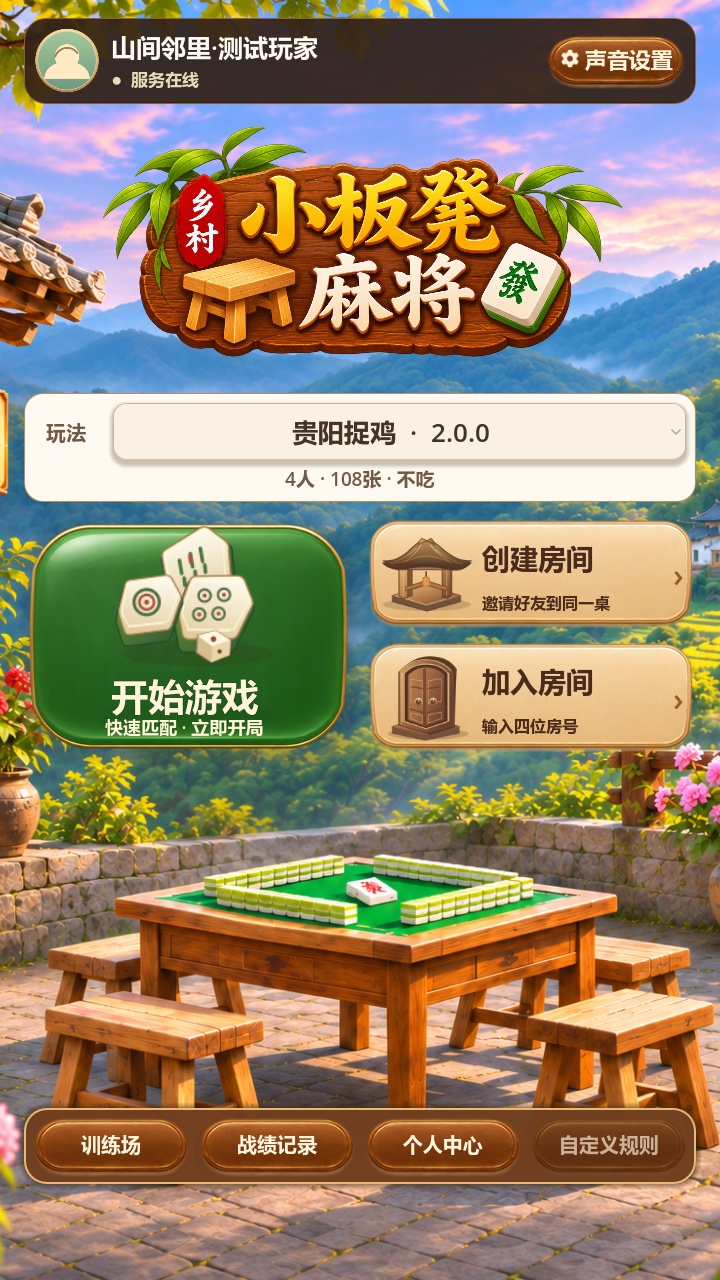 山间邻里·测试玩家
● 服务在线
声音设置
乡村
小板凳
麻将
發
玩法
贵阳捉鸡 · 2.0.0
4人 · 108张 · 不吃
开始游戏
快速匹配 · 立即开局
创建房间
邀请好友到同一桌
加入房间
输入四位房号
训练场
战绩记录
个人中心
自定义规则